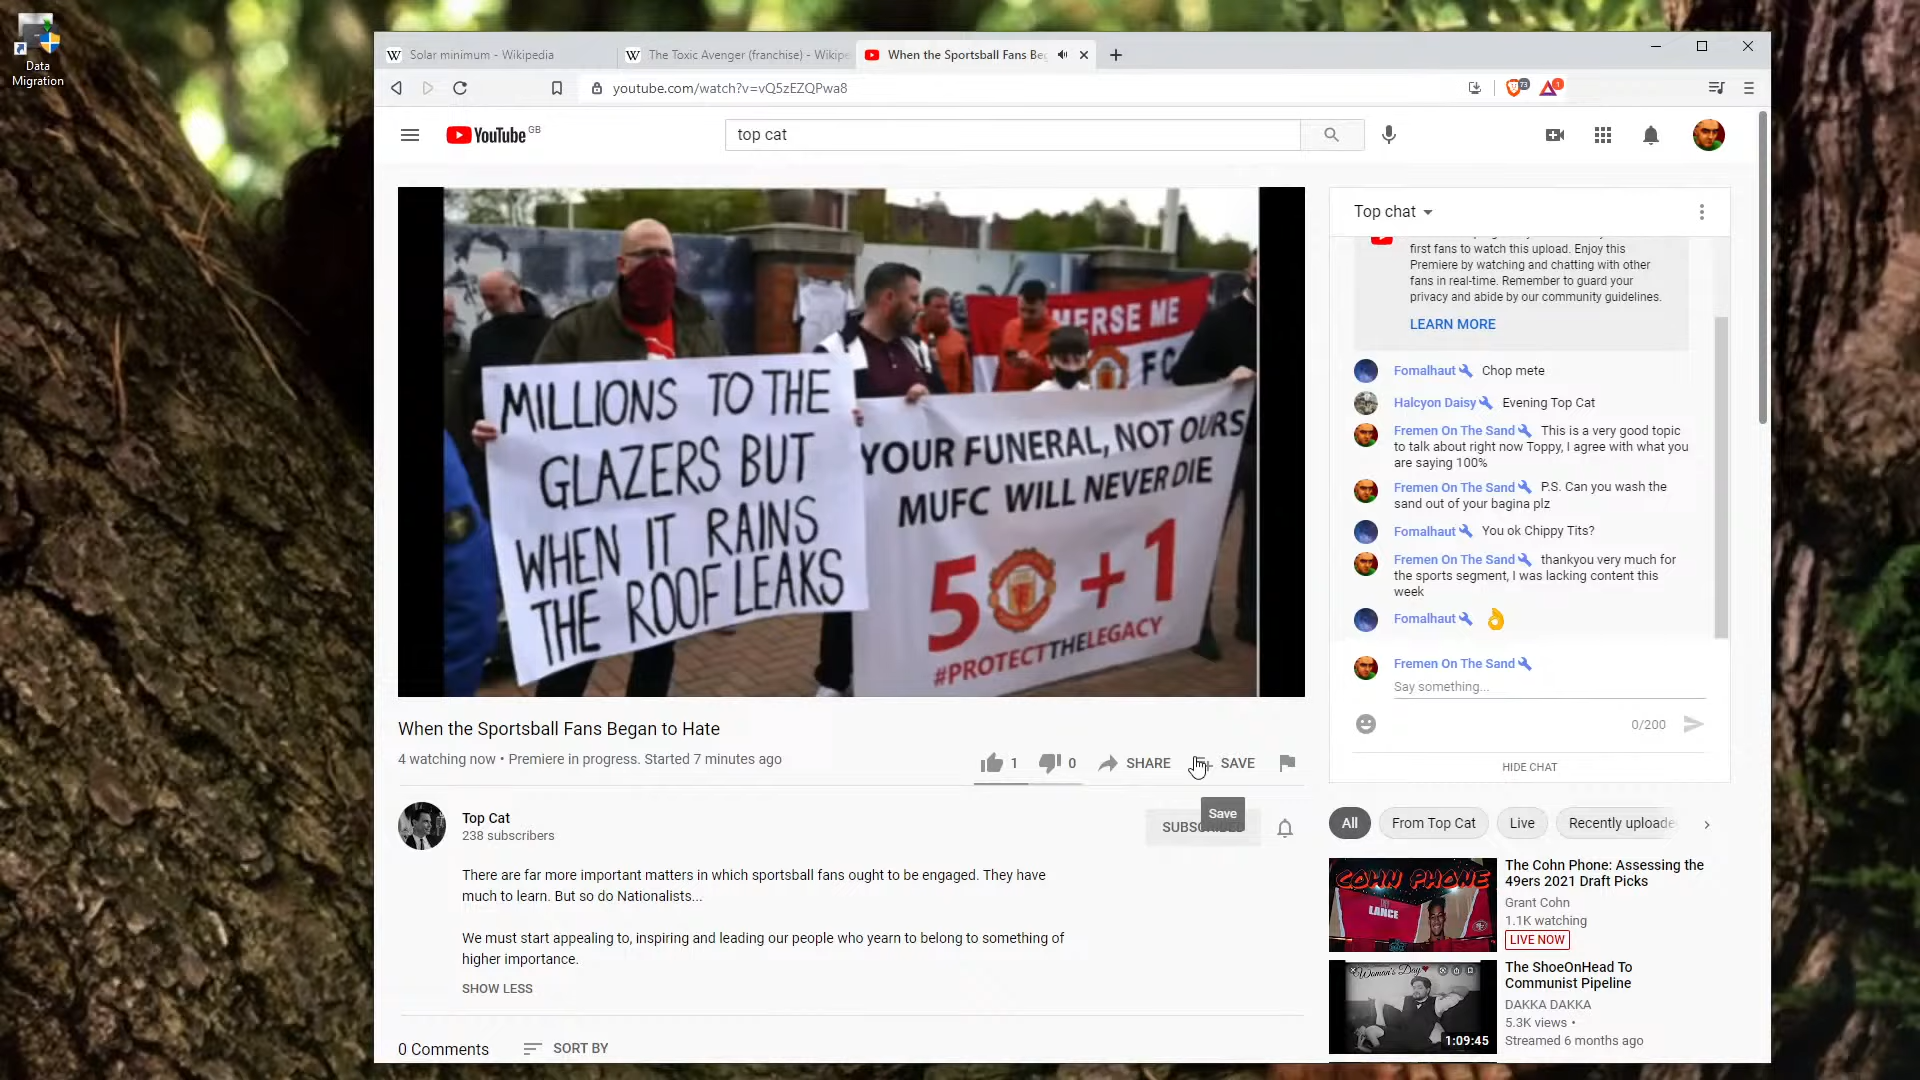 Data
Migration
Solar minimum - Wikipedia
The Toxic Avenger (franchise) - Wikipe
When the Sportsball Fans Be
youtube.com/watch?v=vQ5zEZQPwa8
73
1
YouTube GB
top cat
MILLIONS TO THE
GLAZERS BUT
WHEN IT RAINS
THE ROOF LEAKS
MERSE ME
FC
YOUR FUNERAL, NOT OURS
MUFC WILL NEVER DIE
50 + 1
#PROTECTTHELEGACY
When the Sportsball Fans Began to Hate
4 watching now • Premiere in progress. Started 7 minutes ago
1
0
SHARE
SAVE
Save
Top Cat
238 subscribers
There are far more important matters in which sportsball fans ought to be engaged. They have
much to learn. But so do Nationalists...
We must start appealing to, inspiring and leading our people who yearn to belong to something of
higher importance.
SHOW LESS
0 Comments
SORT BY
Top chat
first fans to watch this upload. Enjoy this
Premiere by watching and chatting with other
fans in real-time. Remember to guard your
privacy and abide by our community guidelines.
LEARN MORE
Fomalhaut Chop mete
Halcyon Daisy Evening Top Cat
Fremen On The Sand This is a very good topic
to talk about right now Toppy, I agree with what you
are saying 100%
Fremen On The Sand P.S. Can you wash the
sand out of your bagina plz
Fomalhaut You ok Chippy Tits?
Fremen On The Sand thankyou very much for
the sports segment, I was lacking content this
week
Fomalhaut 👌
Fremen On The Sand
Say something...
0/200
HIDE CHAT
All
From Top Cat
Live
Recently uploade
COHN PHONE
LANCE
The Cohn Phone: Assessing the
49ers 2021 Draft Picks
Grant Cohn
1.1K watching
LIVE NOW
Woman's Day
1:09:45
The ShoeOnHead To
Communist Pipeline
DAKKA DAKKA
5.3K views •
Streamed 6 months ago